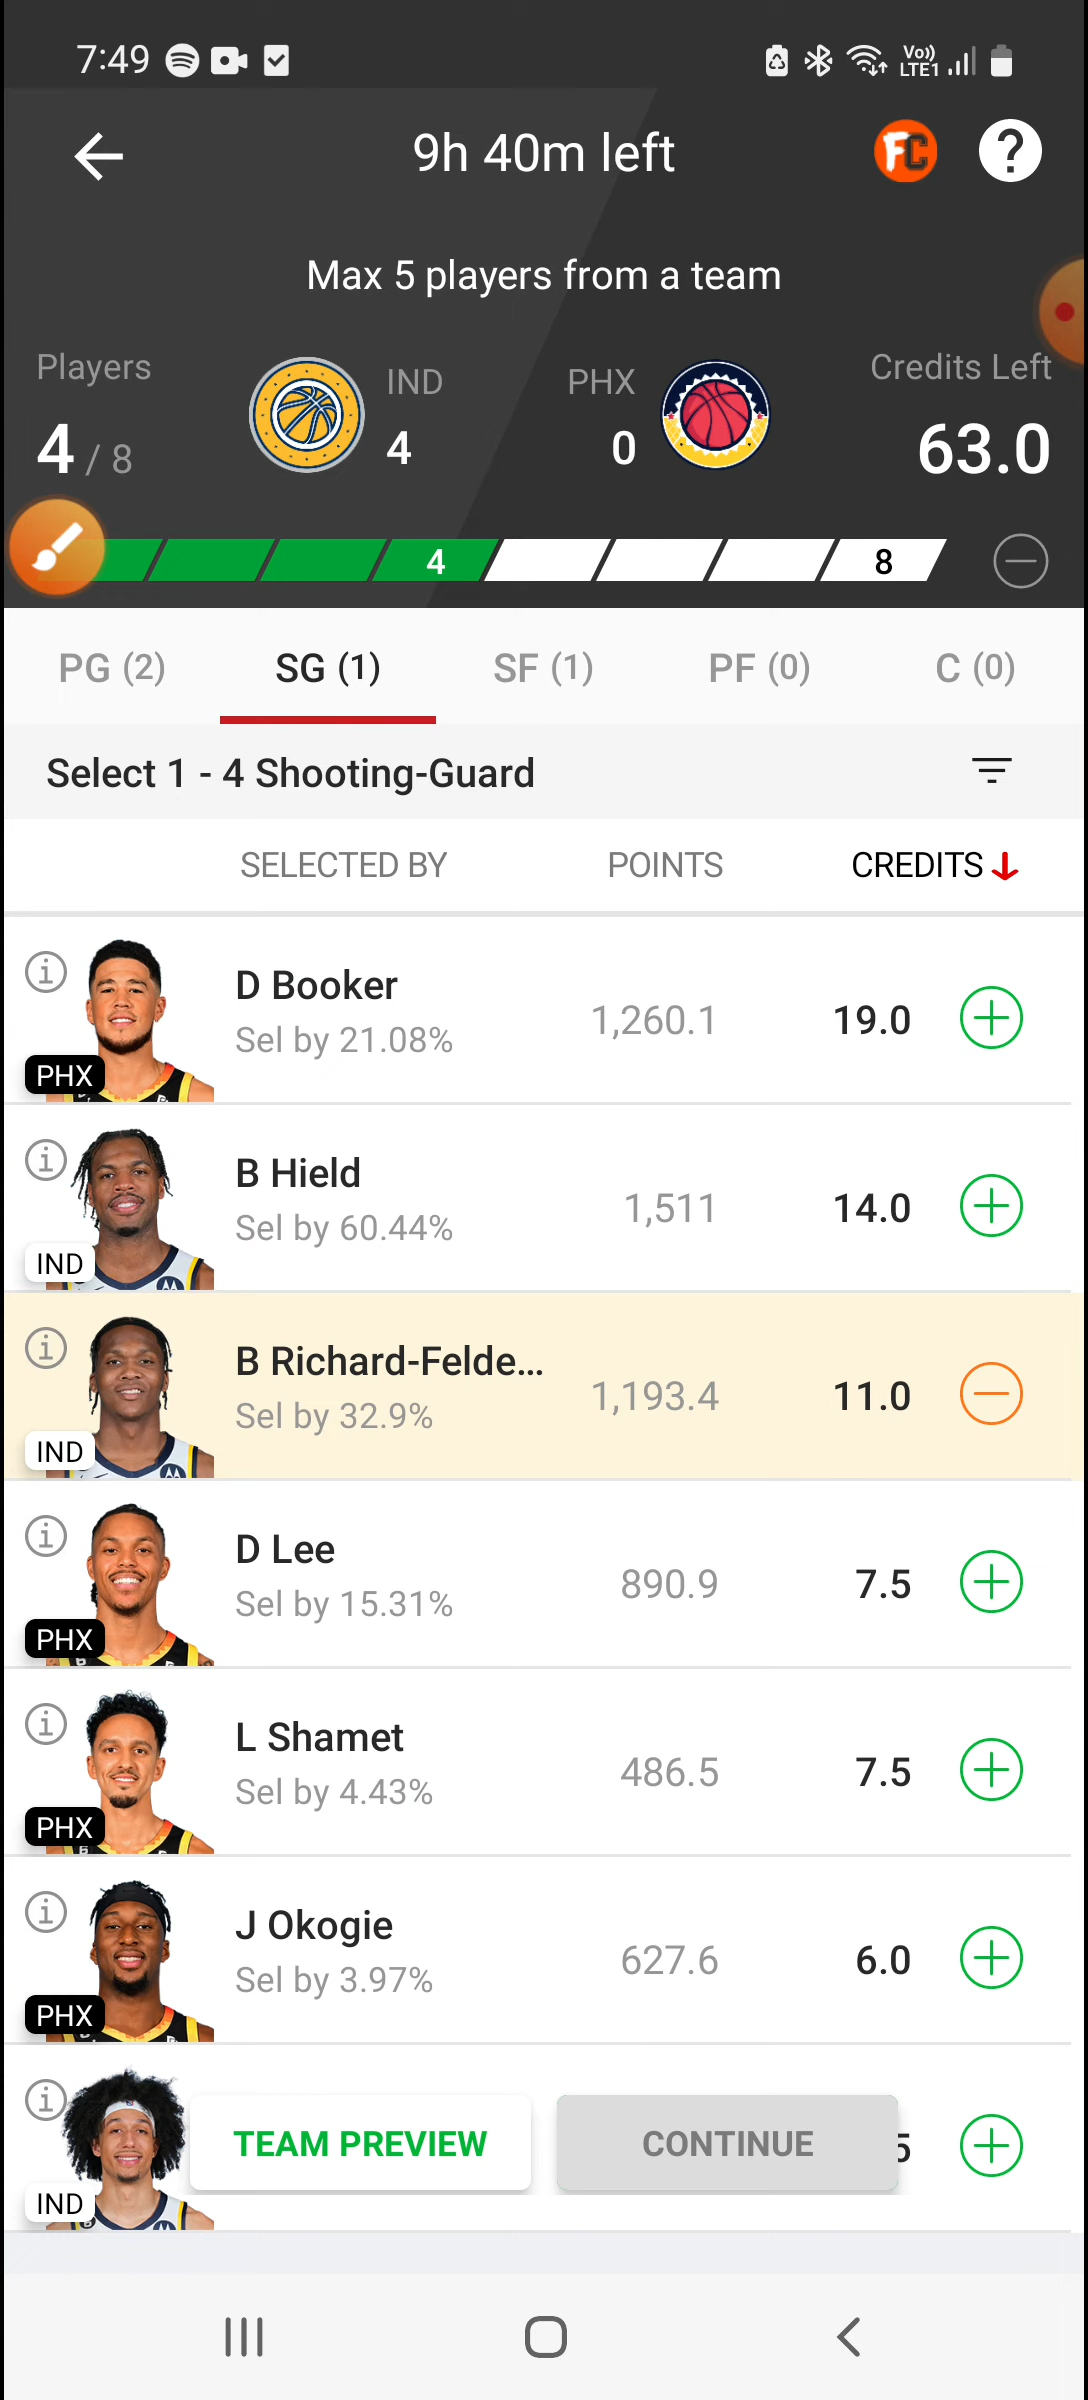 7:49
Vo))
LTE1
9h 40m left
FC
?
Max 5 players from a team
Players
IND
PHX
Credits Left
4 / 8
4
0
63.0
4
8
PG (2)
SG (1)
SF (1)
PF (0)
C (0)
Select 1 - 4 Shooting-Guard
SELECTED BY
POINTS
CREDITS
D Booker
Sel by 21.08%
1,260.1
19.0
PHX
B Hield
Sel by 60.44%
1,511
14.0
IND
B Richard-Felde...
Sel by 32.9%
1,193.4
11.0
IND
D Lee
Sel by 15.31%
890.9
7.5
PHX
L Shamet
Sel by 4.43%
486.5
7.5
PHX
J Okogie
Sel by 3.97%
627.6
6.0
PHX
TEAM PREVIEW
CONTINUE
5
IND